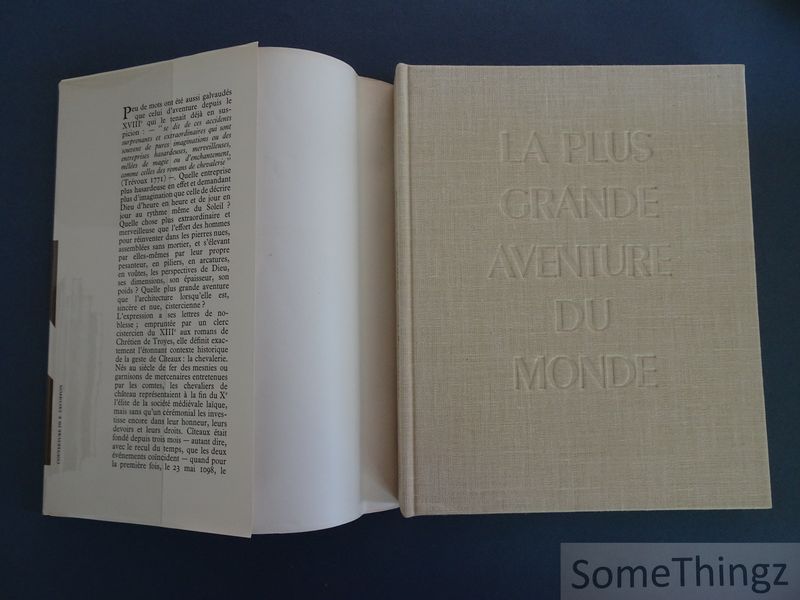 Peu de mots ont été aussi galvaudés
que celui d'aventure depuis le
XVIIIe qui le tenait déjà en sus-
picion : — "se dit de ces accidents
surprenants et extraordinaires qui sont
souvent de pures imaginations ou des
entreprises hasardeuses, merveilleuses,
mêlées de magie ou d'enchantement,
comme celles des romans de chevalerie"
(Trévoux 1771) —. Quelle entreprise
plus hasardeuse en effet et demandant
plus d'imagination que celle de décrire
Dieu d'heure en heure et de jour en
jour au rythme même du Soleil ?
Quelle chose plus extraordinaire et
merveilleuse que l'effort des hommes
pour réinventer dans les pierres nues,
assemblées sans mortier, et s'élevant
par elles-mêmes par leur propre
pesanteur, en piliers, en arcatures,
en voûtes, les perspectives de Dieu,
ses dimensions, son épaisseur, son
poids ? Quelle plus grande aventure
que l'architecture lorsqu'elle est,
sincère et nue, cistercienne ?
L'expression a ses lettres de no-
blesse ; empruntée par un clerc
cistercien du XIIIe aux romans de
Chrétien de Troyes, elle définit exac-
tement l'étonnant contexte historique
de la geste de Cîteaux : la chevalerie.
Nés au siècle de fer des mesnies ou
garnisons de mercenaires entretenues
par les comtes, les chevaliers de
château représentaient à la fin du Xe
l'élite de la société médiévale laïque,
mais sans qu'un cérémonial les inves-
tisse encore dans leur honneur, leurs
devoirs et leurs droits. Cîteaux était
fondé depuis trois mois — autant dire,
avec le recul du temps, que les deux
événements coïncident — quand pour
la première fois, le 23 mai 1098, le
COUVERTURE DE
LA PLUS
GRANDE
AVENTURE
DU
MONDE
SomeThingz